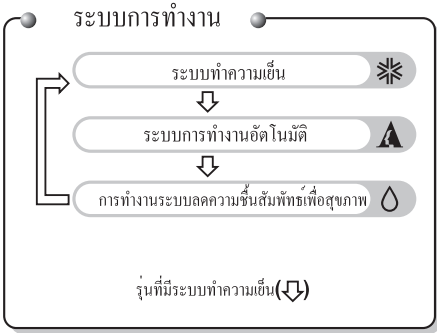 ระบบการทำงาน
ระบบทำความเย็น
ระบบการทำงานอัตโนมัติ
การทำงานระบบลดความชื้นสัมพัทธ์เพื่อสุขภาพ
รุ่นที่มีระบบทำความเย็น()